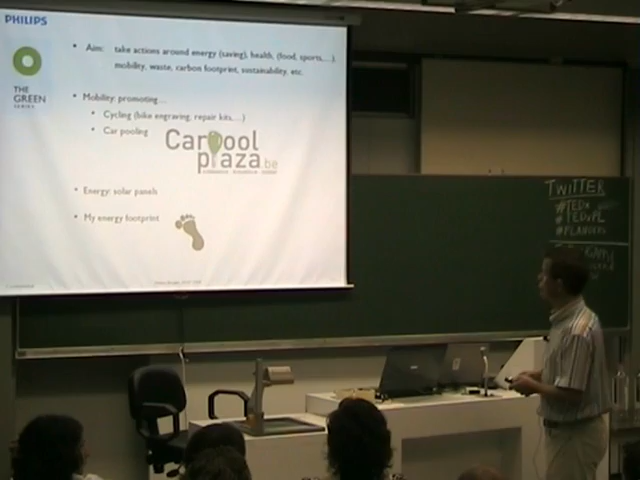 PHILIPS
THE
GREEN
SERIES
• Aim: take actions around energy (saving), health, (food, sports,...),
mobility, waste, carbon footprint, sustainability, etc.
• Mobility: promoting...
• Cycling (bike engraving, repair kits,...)
• Car pooling
Carpool
plaza.be
• Energy: solar panels
• My energy footprint
TWITTER
#TEDx
#TEDxPL